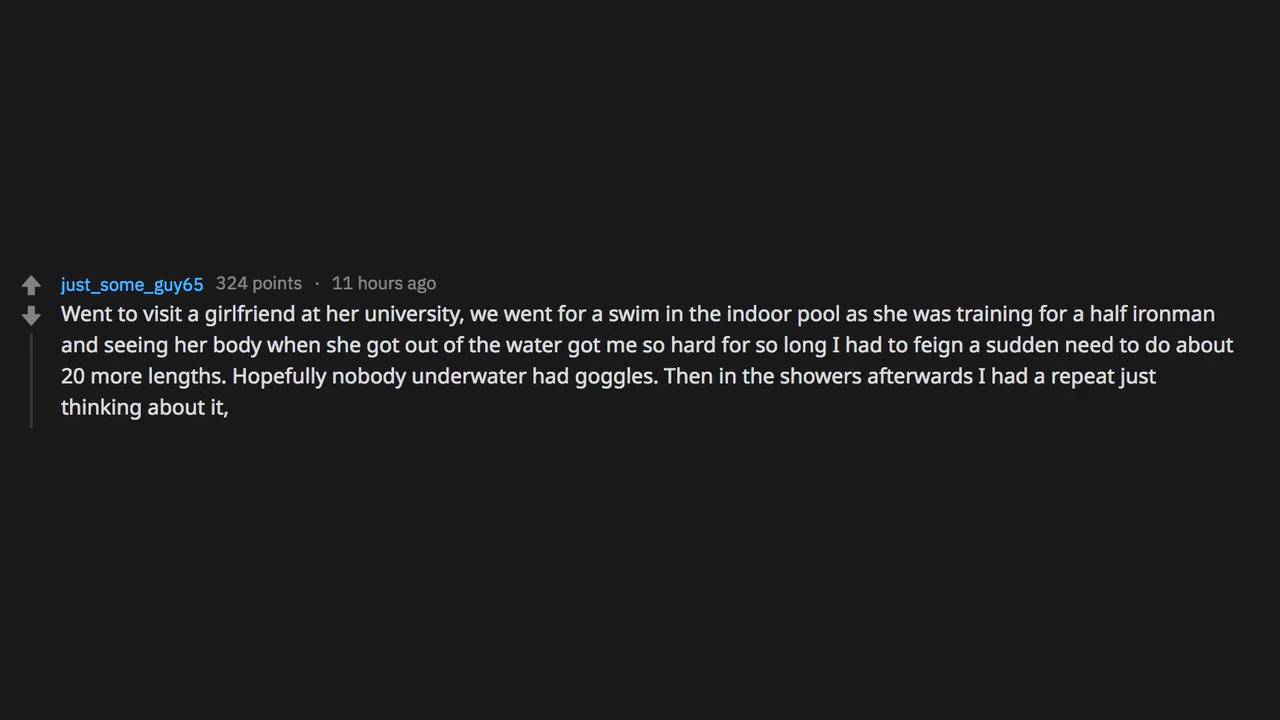 just_some_guy65 324 points · 11 hours ago
Went to visit a girlfriend at her university, we went for a swim in the indoor pool as she was training for a half ironman
and seeing her body when she got out of the water got me so hard for so long I had to feign a sudden need to do about
20 more lengths. Hopefully nobody underwater had goggles. Then in the showers afterwards I had a repeat just
thinking about it,